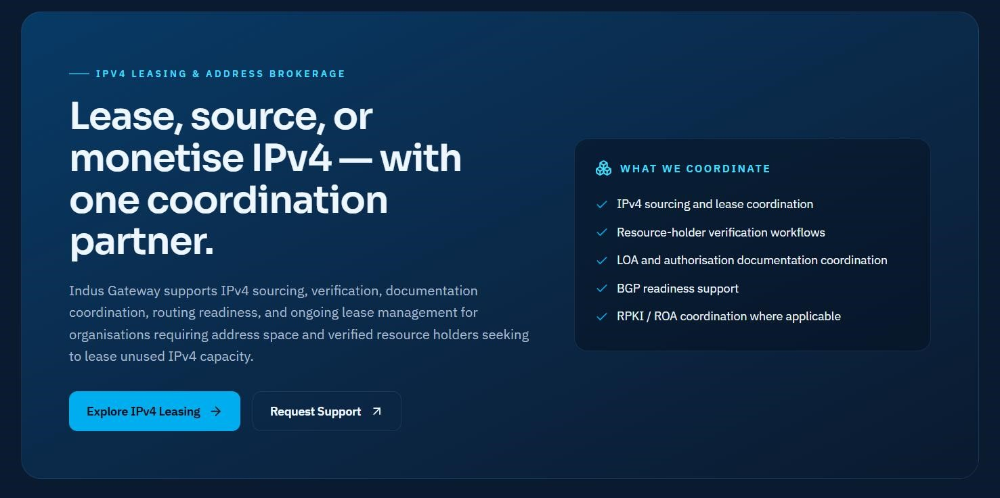 IPV4 LEASING & ADDRESS BROKERAGE
Lease, source, or
monetise IPv4 — with
one coordination
partner.
Indus Gateway supports IPv4 sourcing, verification, documentation
coordination, routing readiness, and ongoing lease management for
organisations requiring address space and verified resource holders seeking
to lease unused IPv4 capacity.
Explore IPv4 Leasing →
Request Support ↗
WHAT WE COORDINATE
✓ IPv4 sourcing and lease coordination
✓ Resource-holder verification workflows
✓ LOA and authorisation documentation coordination
✓ BGP readiness support
✓ RPKI / ROA coordination where applicable